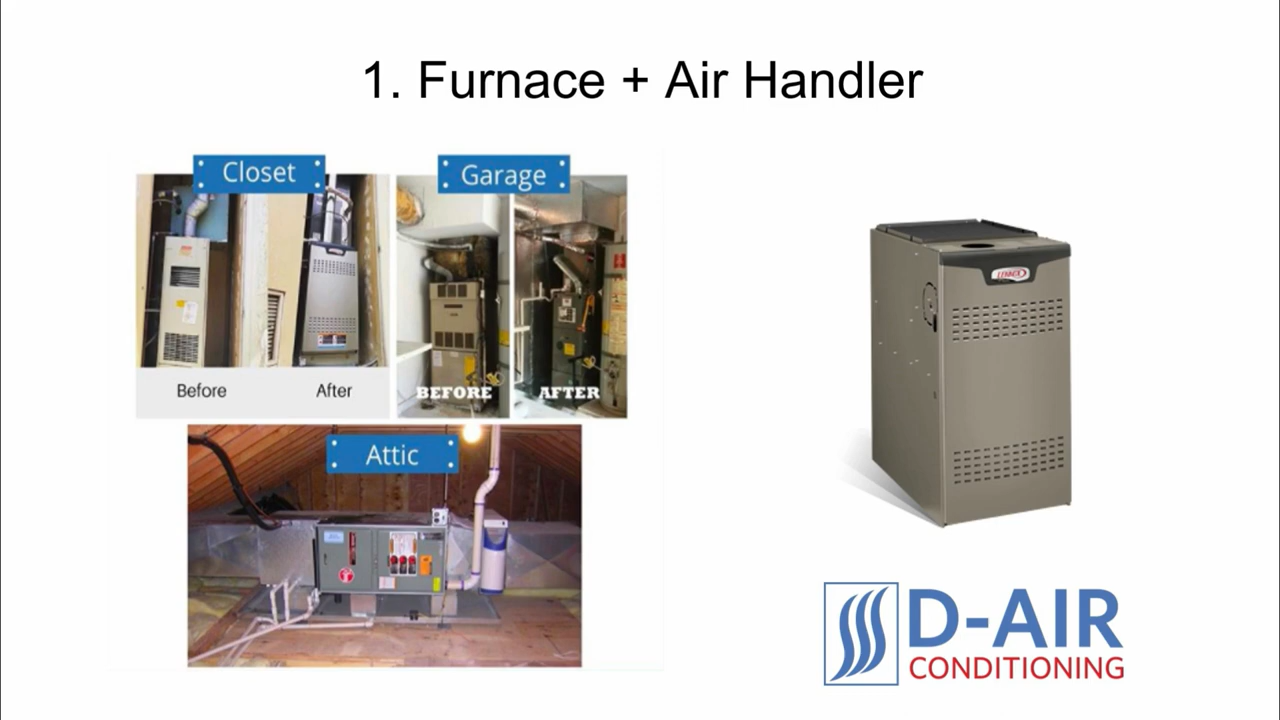 1. Furnace + Air Handler
Closet
Garage
Before
After
BEFORE
AFTER
Attic
LENNOX
D-AIR
CONDITIONING